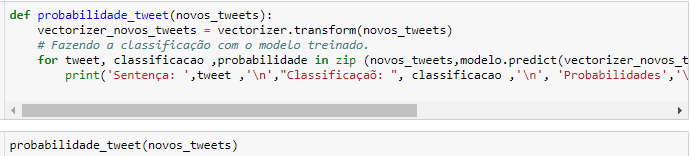 def probabilidade_tweet(novos_tweets):
    vectorizer_novos_tweets = vectorizer.transform(novos_tweets)
    # Fazendo a classificação com o modelo treinado.
    for tweet, classificacao ,probabilidade in zip (novos_tweets,modelo.predict(vectorizer_novos_t
        print('Sentença: ',tweet ,'\n',"Classificaçaõ: ", classificacao ,'\n', 'Probabilidades','\
probabilidade_tweet(novos_tweets)